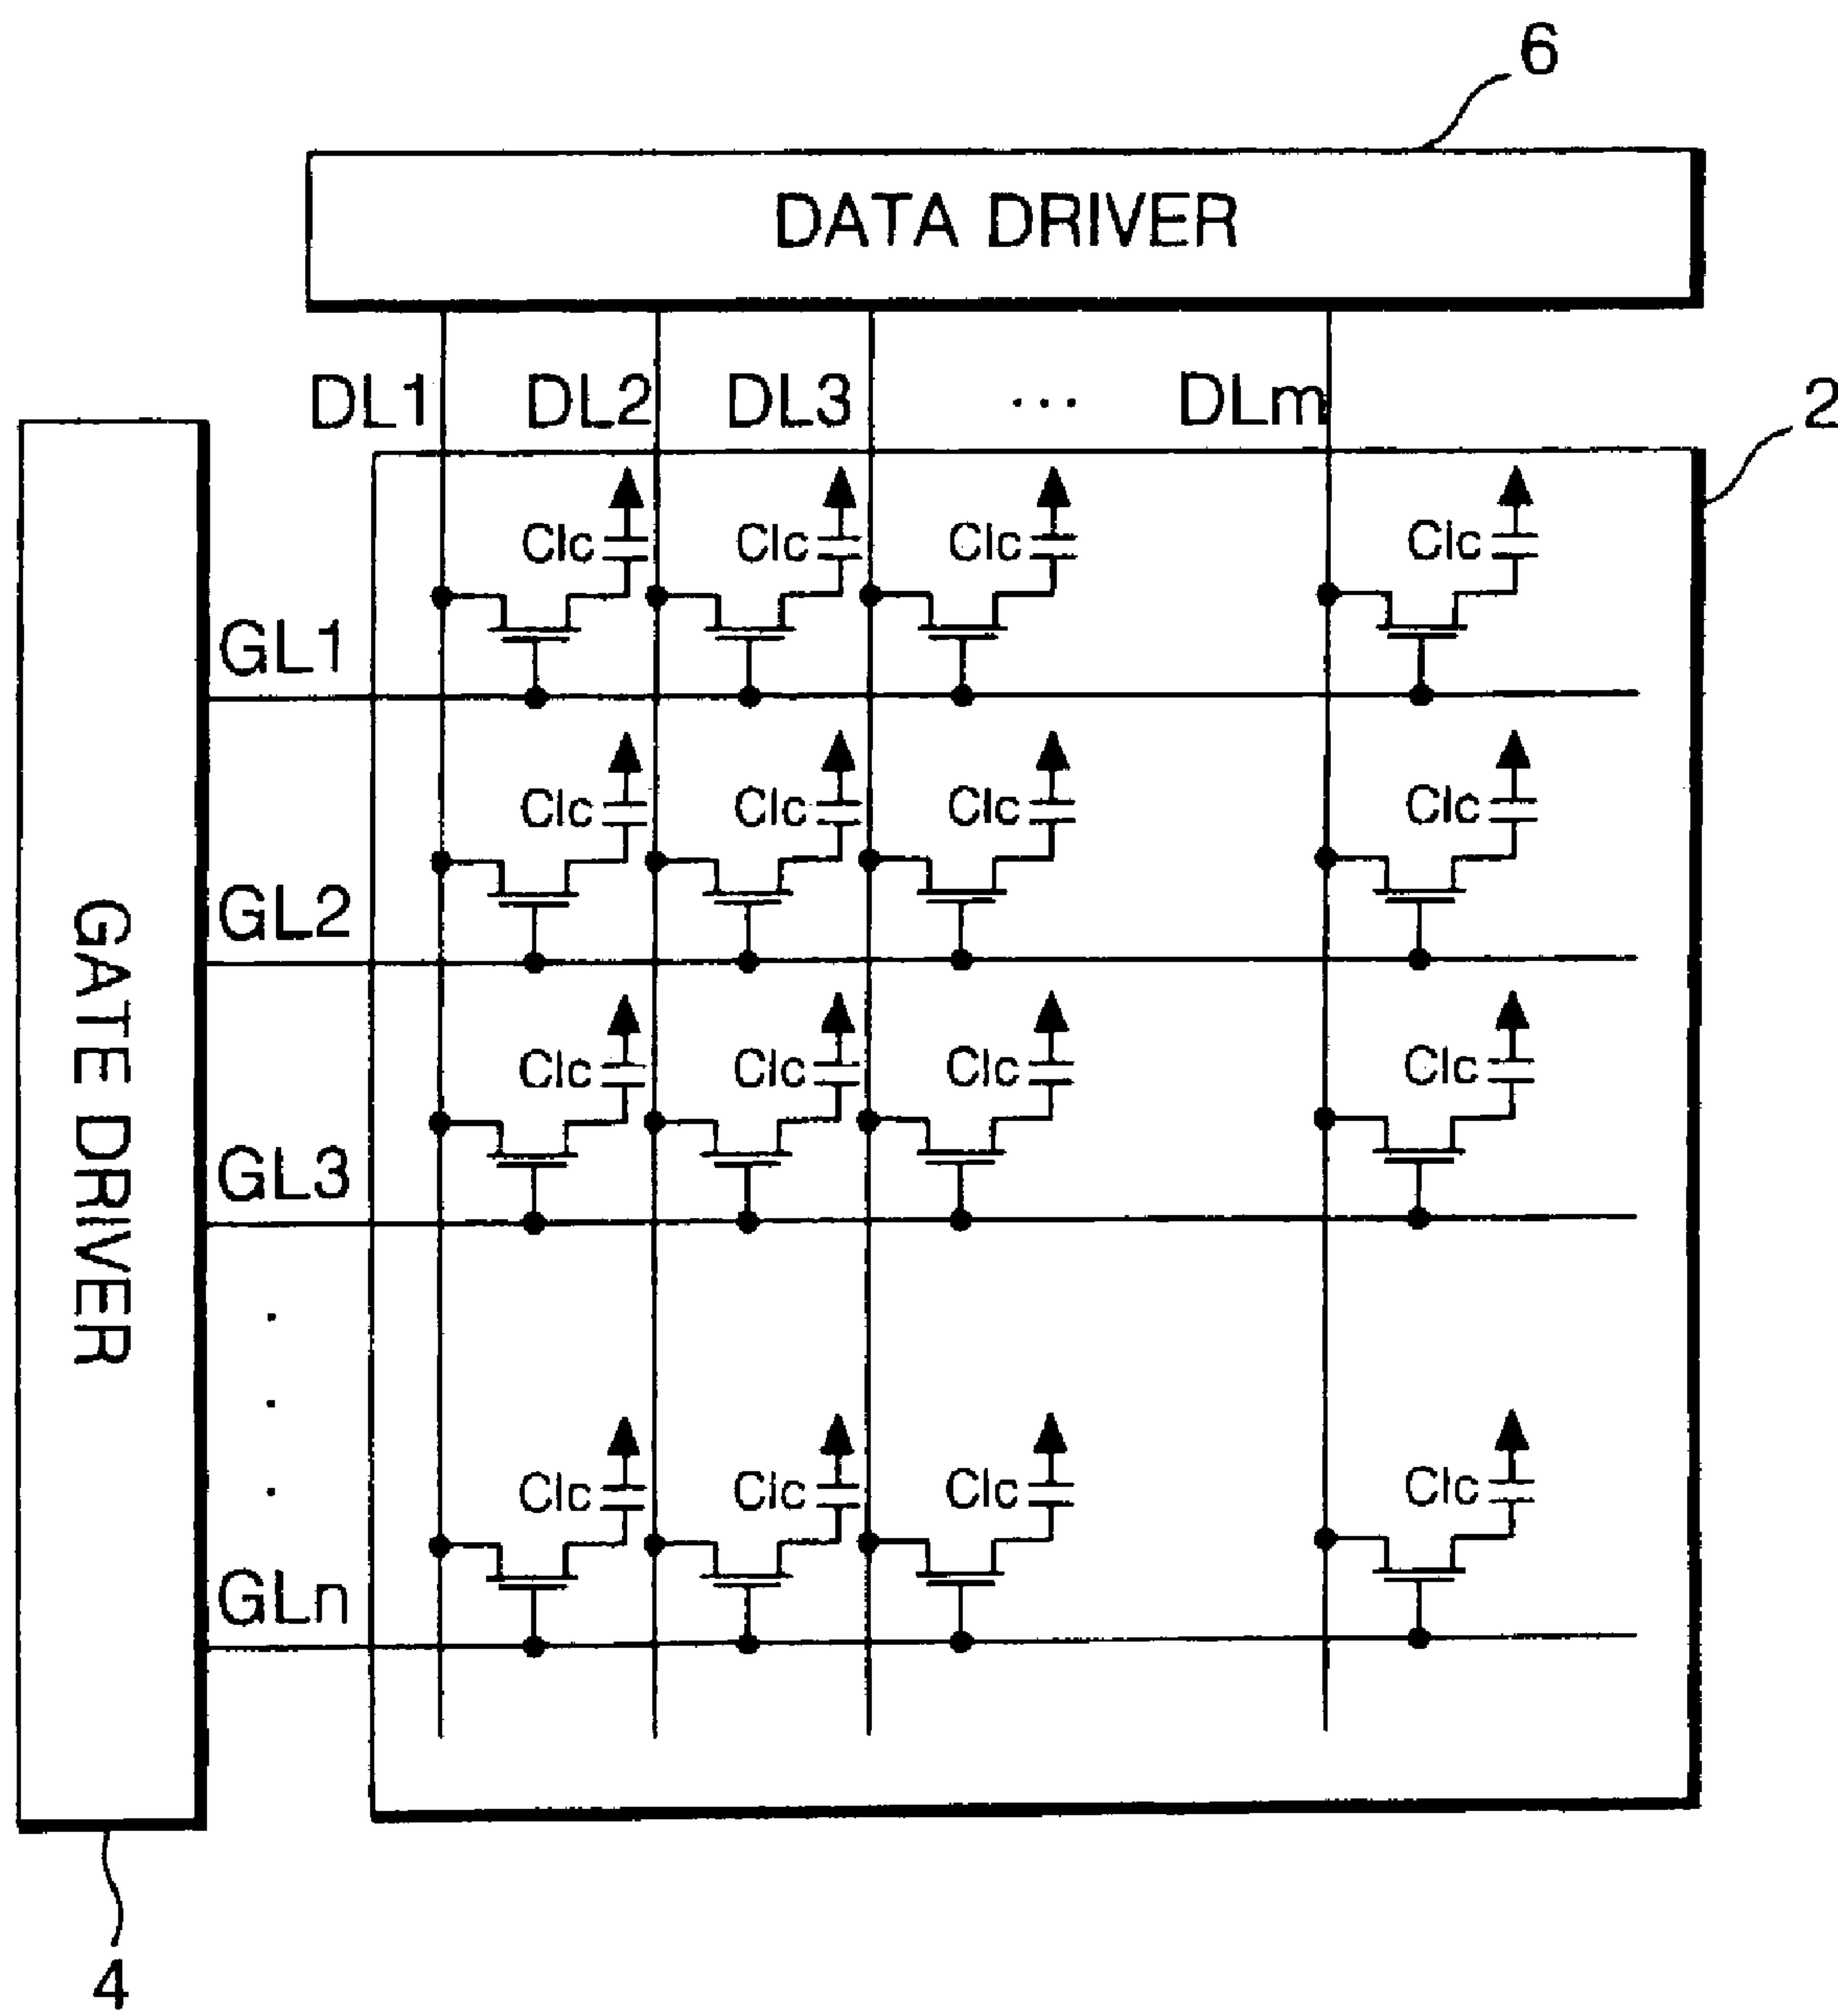 6
DATA DRIVER
DL1 DL2 DL3 ... DLm
2
Clc Clc Clc Clc
GL1
Clc Clc Clc Clc
GL2
GATE DRIVER
Clc Clc Clc Clc
GL3
.
.
.
Clc Clc Clc Clc
GLn
4